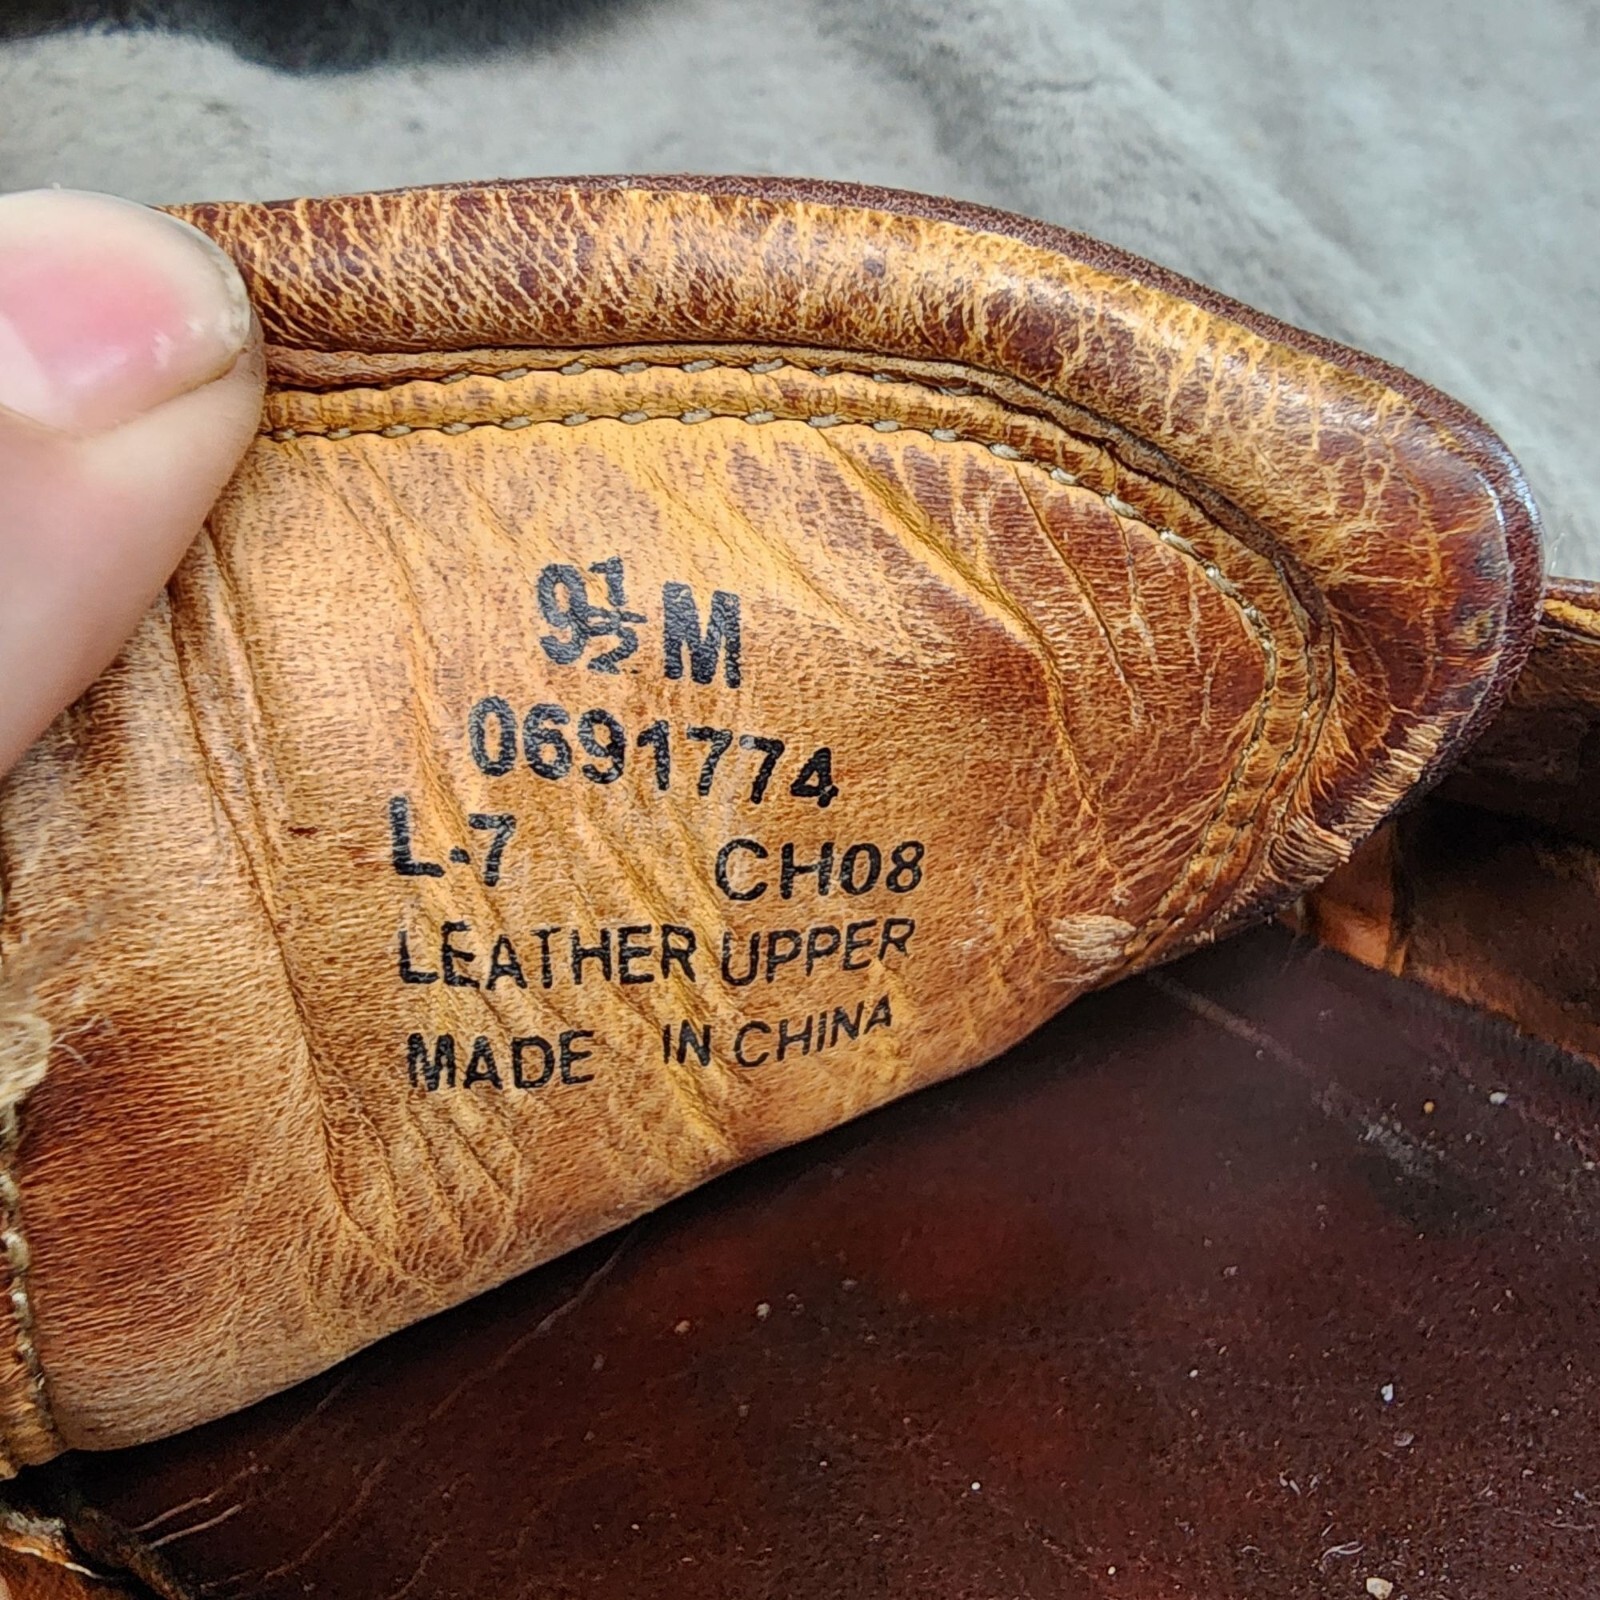 9½ M
0691774
L-7 CH08
LEATHER UPPER
MADE IN CHINA